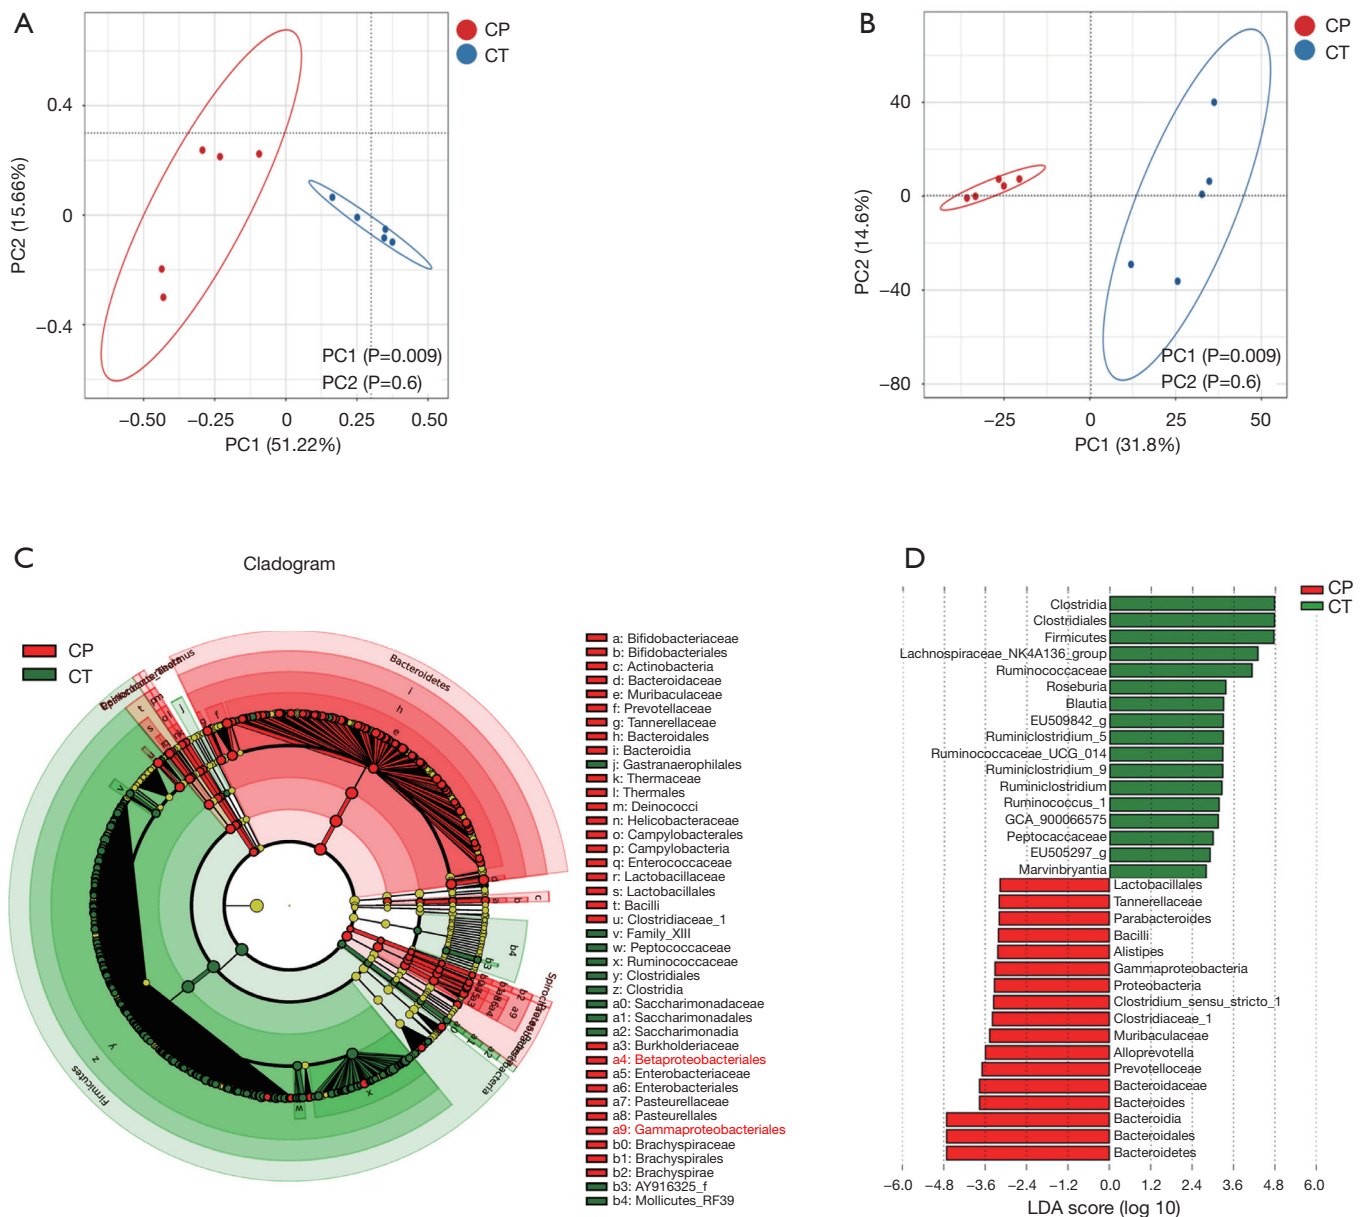 A
CP
CT
0.4
0
−0.4
PC2 (15.66%)
PC1 (P=0.009)
PC2 (P=0.6)
−0.50
−0.25
0
0.25
0.50
PC1 (51.22%)
B
CP
CT
40
0
−40
−80
PC2 (14.6%)
PC1 (P=0.009)
PC2 (P=0.6)
−25
0
25
50
PC1 (31.8%)
C
Cladogram
CP
CT
Bacteroidetes
i
h
e
f
g
j
t
s
v
d
b
c
b4
b3
b2
a9
y
z
Firmicutes
w
x
a1
a2
a: Bifidobacteriaceae
b: Bifidobacteriales
c: Actinobacteria
d: Bacteroidaceae
e: Muribaculaceae
f: Prevotellaceae
g: Tannerellaceae
h: Bacteroidales
i: Bacteroidia
j: Gastranaerophilales
k: Thermaceae
l: Thermales
m: Deinococci
n: Helicobacteraceae
o: Campylobacterales
p: Campylobacteria
q: Enterococcaceae
r: Lactobacillaceae
s: Lactobacillales
t: Bacilli
u: Clostridiaceae_1
v: Family_XIII
w: Peptococcaceae
x: Ruminococcaceae
y: Clostridiales
z: Clostridia
a0: Saccharimonadaceae
a1: Saccharimonadales
a2: Saccharimonadia
a3: Burkholderiaceae
a4: Betaproteobacteriales
a5: Enterobacteriaceae
a6: Enterobacteriales
a7: Pasteurellaceae
a8: Pasteurellales
a9: Gammaproteobacteriales
b0: Brachyspiraceae
b1: Brachyspirales
b2: Brachyspirae
b3: AY916325_f
b4: Mollicutes_RF39
D
CP
CT
Clostridia
Clostridiales
Firmicutes
Lachnospiraceae_NK4A136_group
Ruminococcaceae
Roseburia
Blautia
EU509842_g
Ruminiclostridium_5
Ruminococcaceae_UCG_014
Ruminiclostridium_9
Ruminiclostridium
Ruminococcus_1
GCA_900066575
Peptococcaceae
EU505297_g
Marvinbryantia
Lactobacillales
Tannerellaceae
Parabacteroides
Bacilli
Alistipes
Gammaproteobacteria
Proteobacteria
Clostridium_sensu_stricto_1
Clostridiaceae_1
Muribaculaceae
Alloprevotella
Prevotelloceae
Bacteroidaceae
Bacteroides
Bacteroidia
Bacteroidales
Bacteroidetes
−6.0 −4.8 −3.6 −2.4 −1.2 0.0 1.2 2.4 3.6 4.8 6.0
LDA score (log 10)